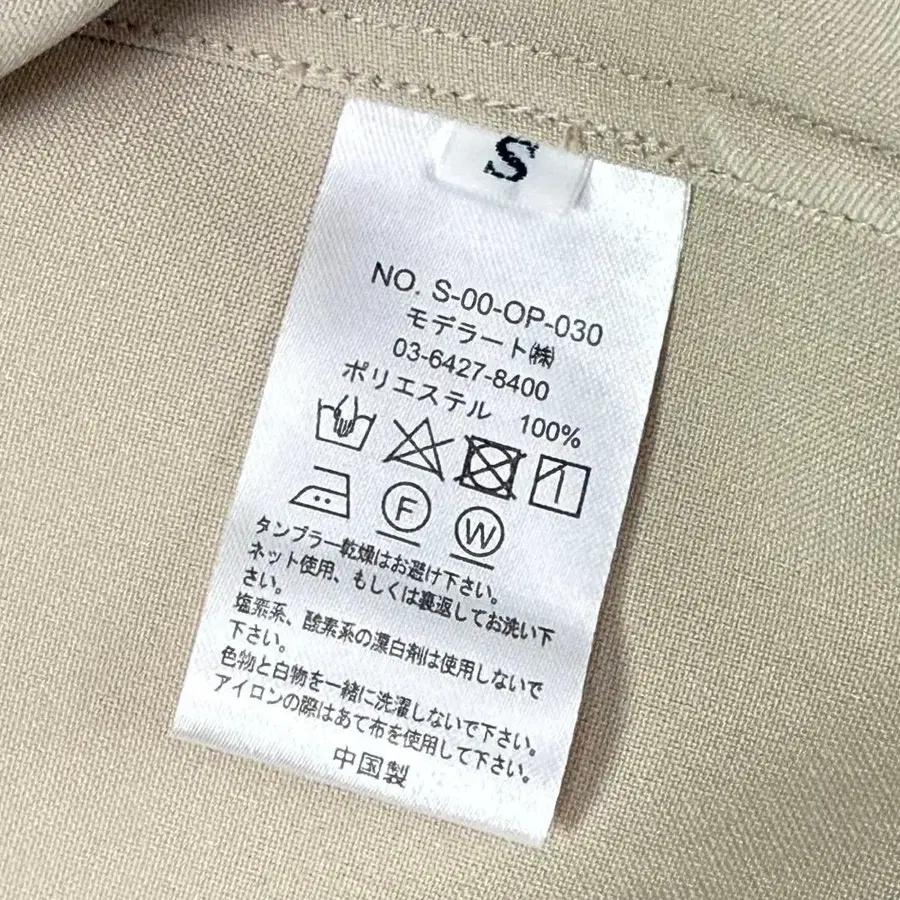 S
NO. S-00-OP-030
モデラート㈱
03-6427-8400
ポリエステル 100%
F
W
タンブラー乾燥はお避け下さい。
ネット使用、もしくは裏返してお洗い下
さい。
塩素系、酸素系の漂白剤は使用しないで
下さい。
色物と白物を一緒に洗濯しないで下さい。
アイロンの際はあて布を使用して下さい。
中国製